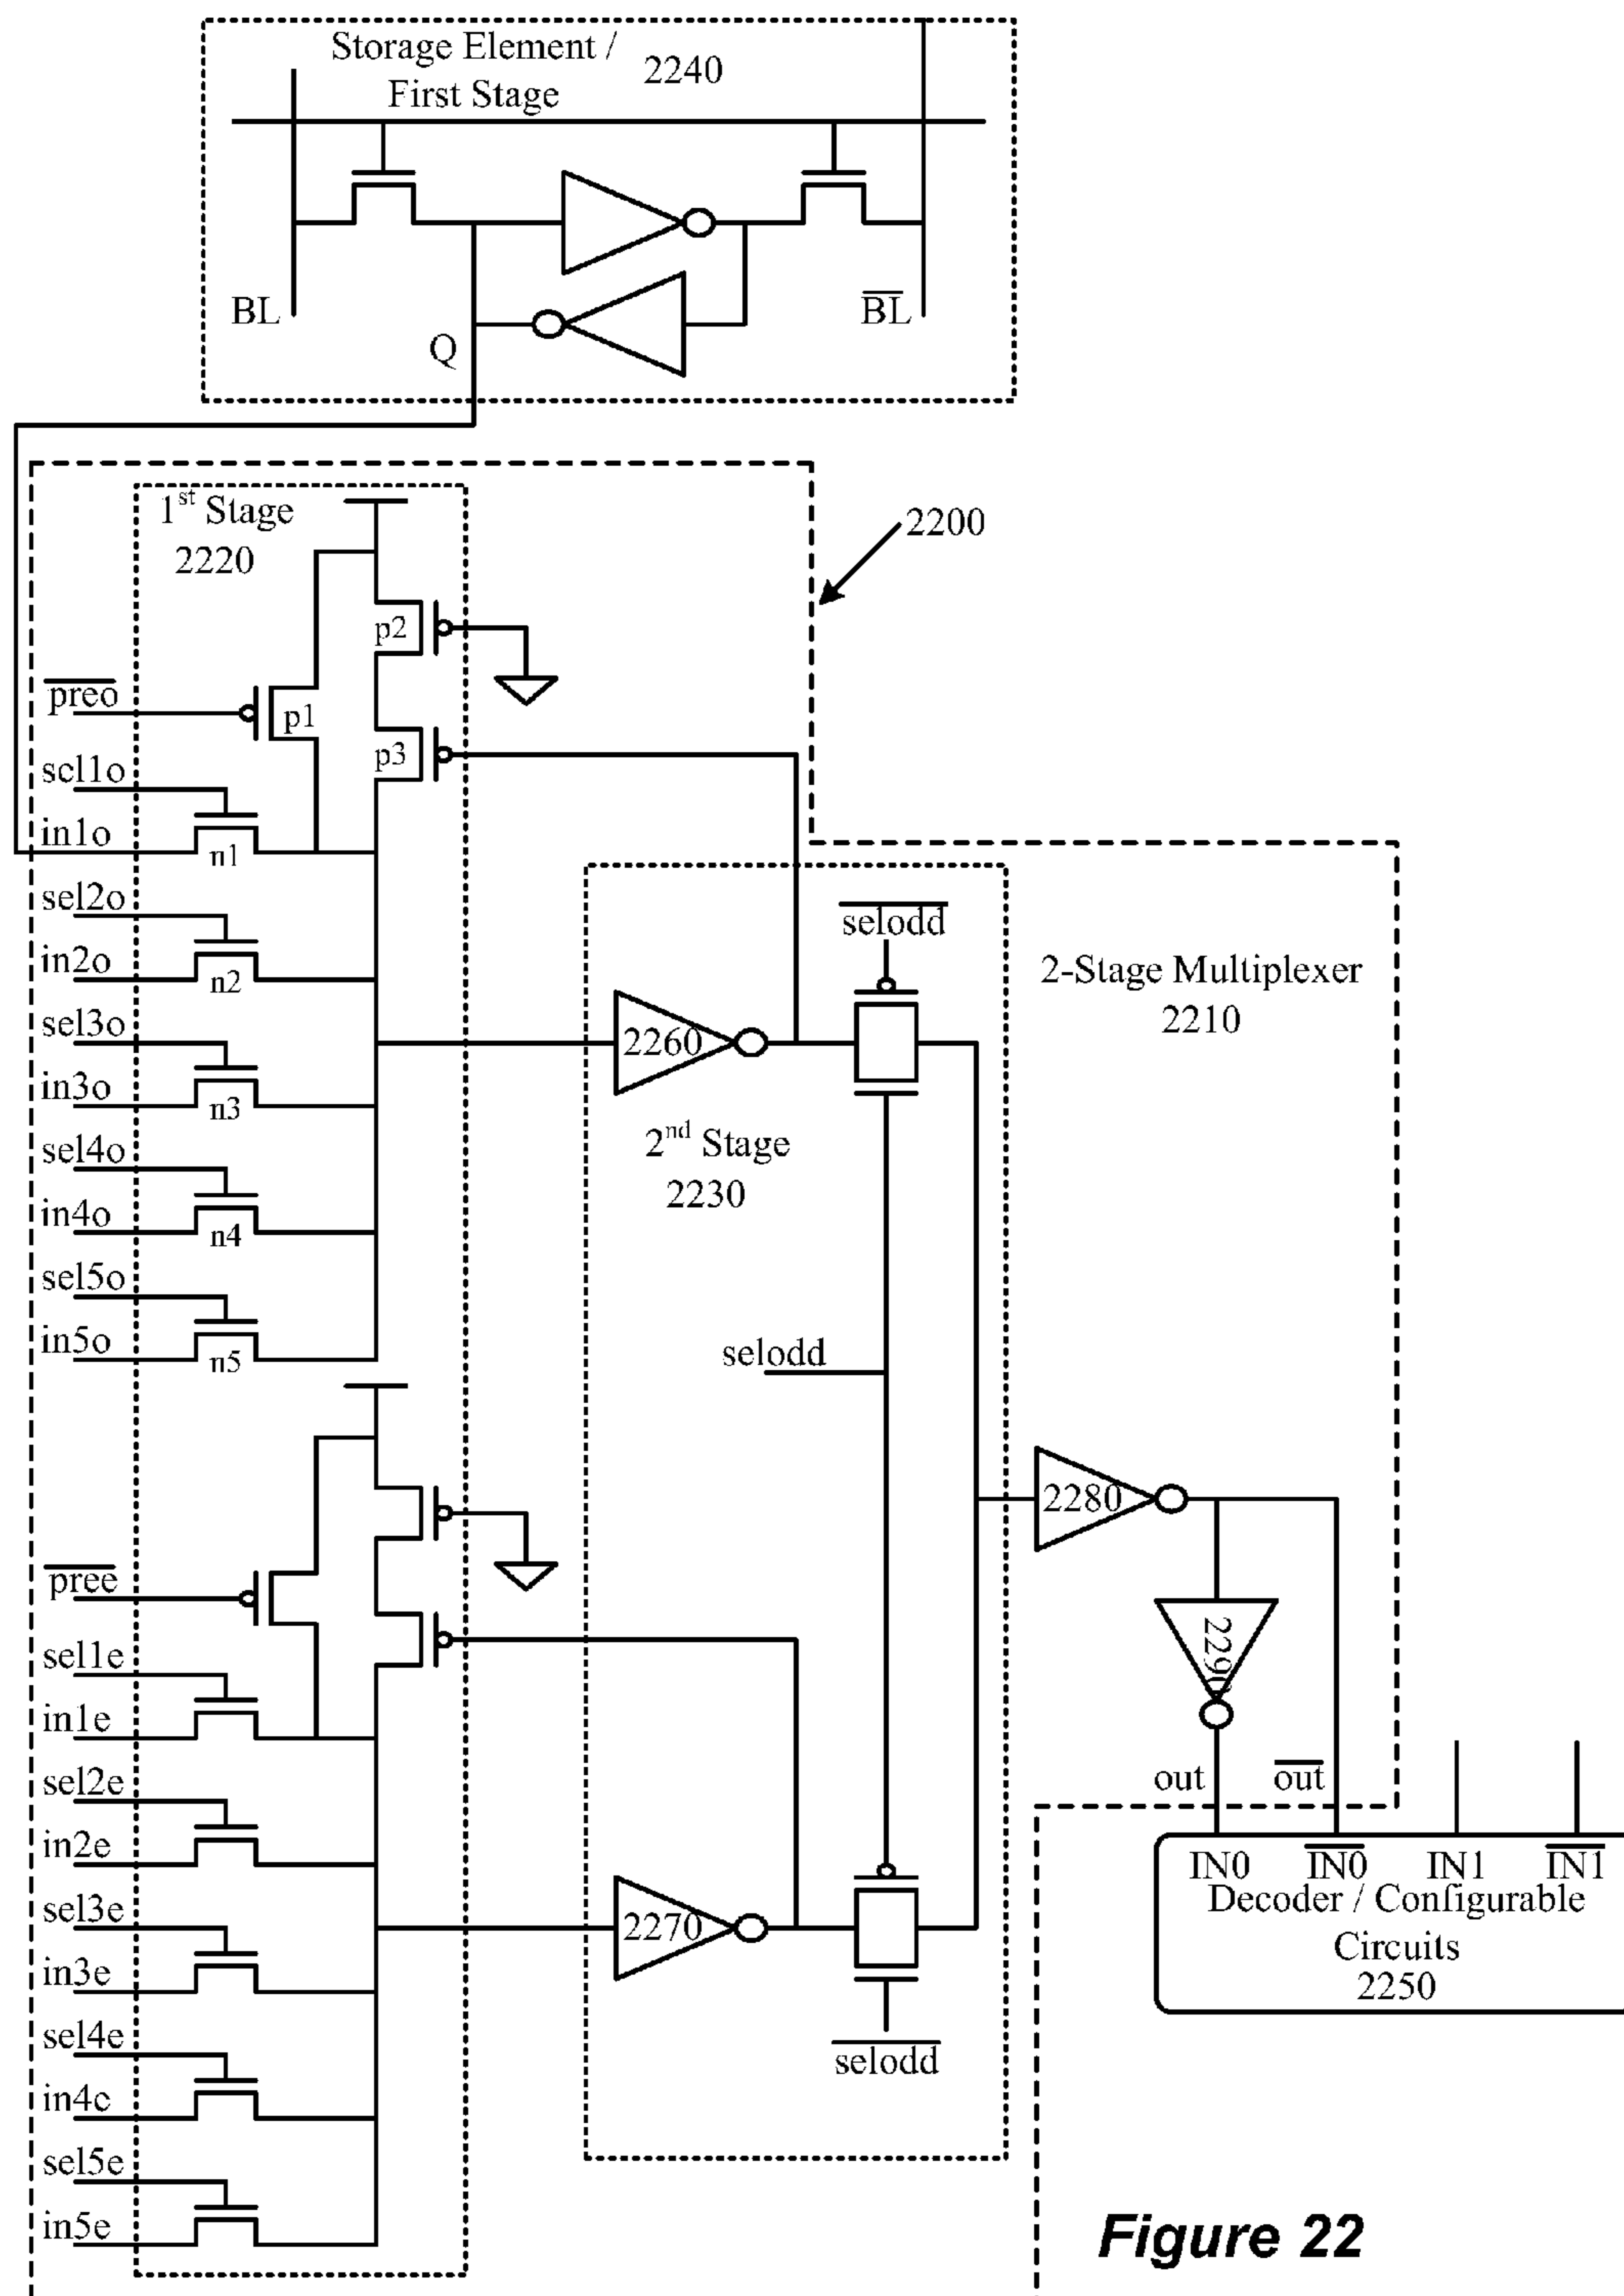 Storage Element /
First Stage
2240
BL
Q
BL
1st Stage
2220
2200
p2
preo
p1
p3
sel1o
in1o
n1
sel2o
in2o
n2
selodd
2-Stage Multiplexer
2210
sel3o
2260
in3o
n3
2nd Stage
2230
sel4o
in4o
n4
sel5o
in5o
n5
selodd
2280
pree
2290
sel1e
in1e
out
out
sel2e
in2e
IN0
IN0
IN1
IN1
Decoder / Configurable
Circuits
2250
sel3e
2270
in3e
sel4e
in4e
selodd
sel5e
in5e
Figure 22